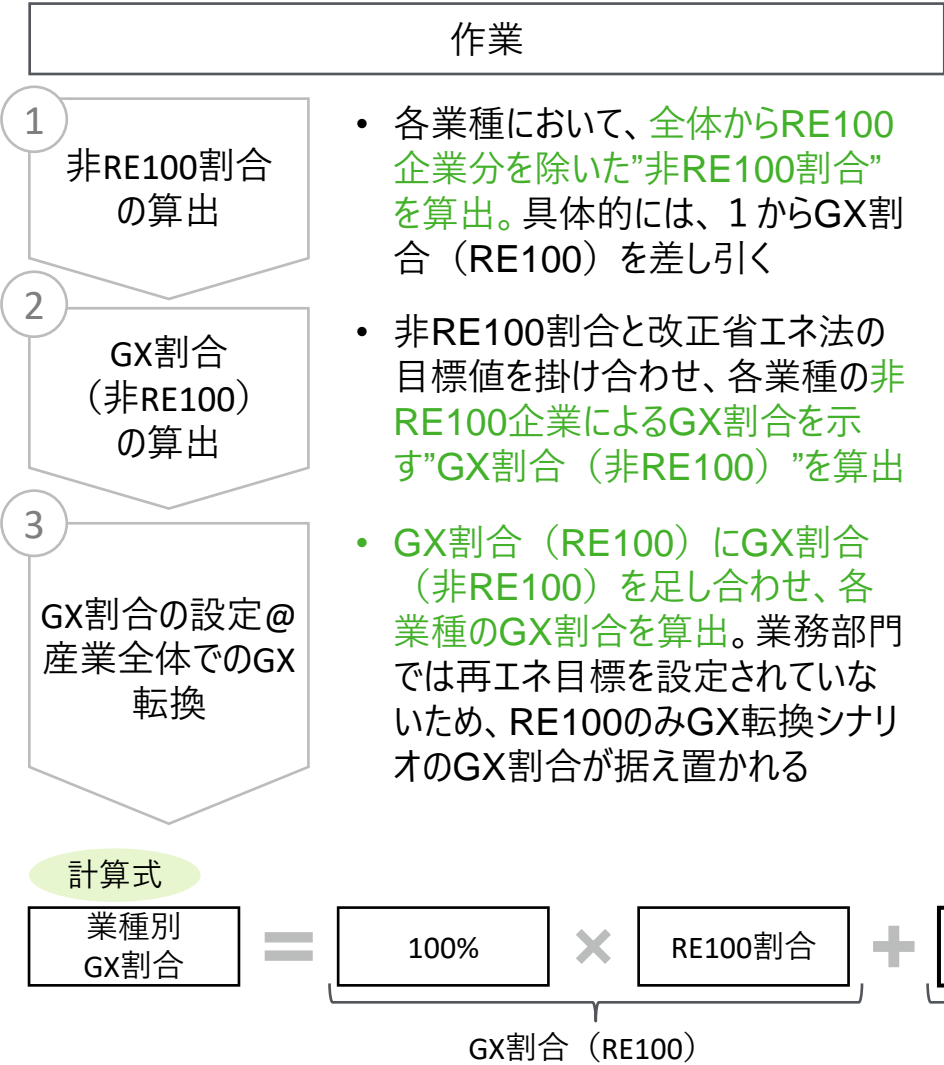 作業
1
非RE100割合
の算出
• 各業種において、全体からRE100
企業分を除いた”非RE100割合”
を算出。具体的には、１からGX割
合（RE100）を差し引く
2
GX割合
（非RE100）
の算出
• 非RE100割合と改正省エネ法の
目標値を掛け合わせ、各業種の非
RE100企業によるGX割合を示
す”GX割合（非RE100）”を算出
3
GX割合の設定@
産業全体でのGX
転換
• GX割合（RE100）にGX割合
（非RE100）を足し合わせ、各
業種のGX割合を算出。業務部門
では再エネ目標を設定されていな
いため、RE100のみGX転換シナリ
オのGX割合が据え置かれる
計算式
業種別
GX割合
=
100%
×
RE100割合
+
GX割合（RE100）